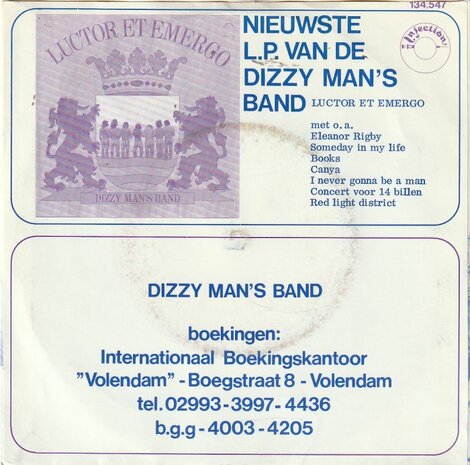 134.547
Injection
LUCTOR ET EMERGO
DIZZY MAN'S BAND
NIEUWSTE
L.P. VAN DE
DIZZY MAN'S
BAND LUCTOR ET EMERGO
met o.a.
Eleanor Rigby
Someday in my life
Books
Canya
I never gonna be a man
Concert voor 14 billen
Red light district
DIZZY MAN'S BAND
boekingen:
Internationaal Boekingskantoor
"Volendam" - Boegstraat 8 - Volendam
tel. 02993-3997-4436
b.g.g - 4003 - 4205